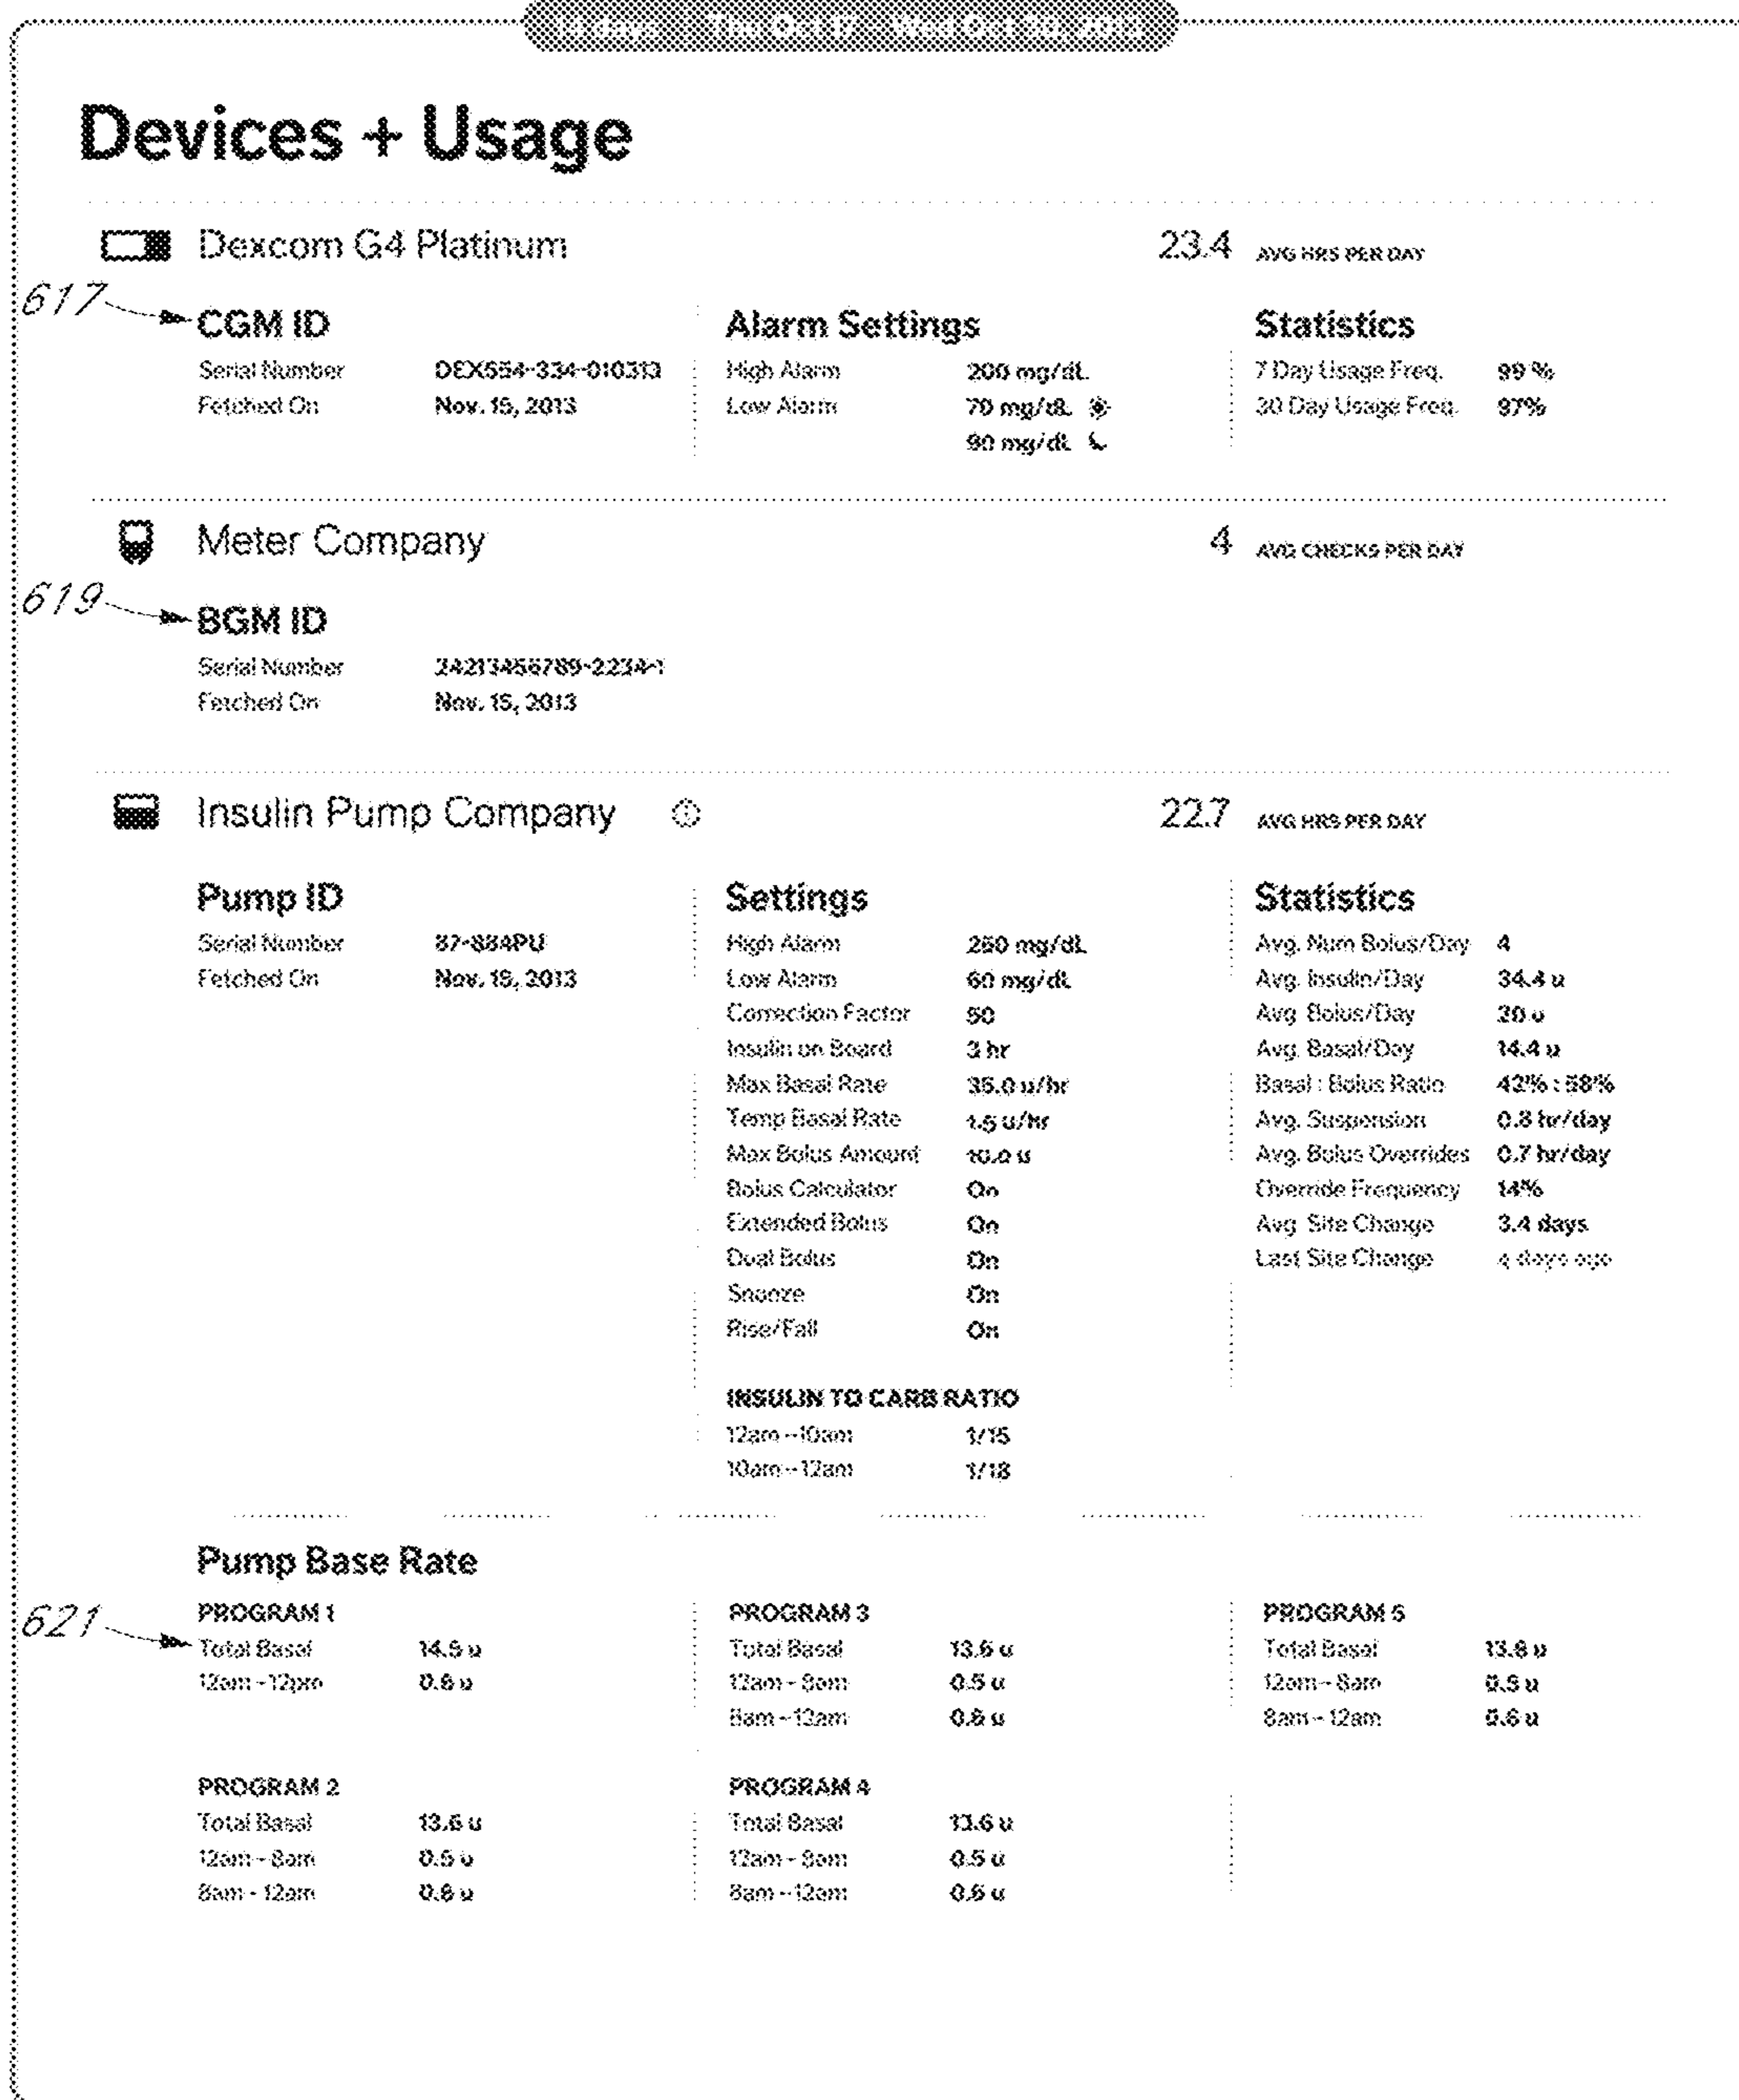 14 days Thu Oct 17 - Wed Oct 30, 2013
Devices + Usage
Dexcom G4 Platinum 23.4 AVG HRS PER DAY
617
CGM ID Alarm Settings Statistics
Serial Number High Alarm 200 mg/dL 7 Day Usage Freq. 99 %
Fetched On Nov. 15, 2013 Low Alarm 70 mg/dL 30 Day Usage Freq. 97%
90 mg/dL
Meter Company 4 AVG CHECKS PER DAY
619
BGM ID
Serial Number
Fetched On Nov. 15, 2013
Insulin Pump Company 22.7 AVG HRS PER DAY
Pump ID Settings Statistics
Serial Number 87-884PU High Alarm 260 mg/dL Avg. Num Bolus/Day 4
Fetched On Nov. 15, 2013 Low Alarm 60 mg/dL Avg. Insulin/Day 34.4 u
Correction Factor 50 Avg. Bolus/Day 20 u
Insulin on Board 3 hr Avg. Basal/Day 14.4 u
Max Basal Rate 35.0 u/hr Basal : Bolus Ratio 42% : 58%
Temp Basal Rate 1.5 u/hr Avg. Suspension 0.8 hr/day
Max Bolus Amount 10.0 u Avg. Bolus Overrides 0.7 hr/day
Bolus Calculator On Override Frequency 14%
Extended Bolus On Avg. Site Change 3.4 days
Dual Bolus On Last Site Change 4 days ago
Snooze On
Rise/Fall On
INSULIN TO CARB RATIO
12am - 10am 1/15
10am - 12am 1/18
Pump Base Rate
621
PROGRAM 1 PROGRAM 3 PROGRAM 5
Total Basal Total Basal 13.6 u Total Basal
12am - 12pm 0.6 u 12am - 8am 0.5 u 12am - 8am 0.5 u
8am - 12am 0.6 u 8am - 12am 0.6 u
PROGRAM 2 PROGRAM 4
Total Basal 13.6 u Total Basal 13.6 u
12am - 8am 0.5 u 12am - 8am 0.5 u
8am - 12am 0.6 u 8am - 12am 0.6 u